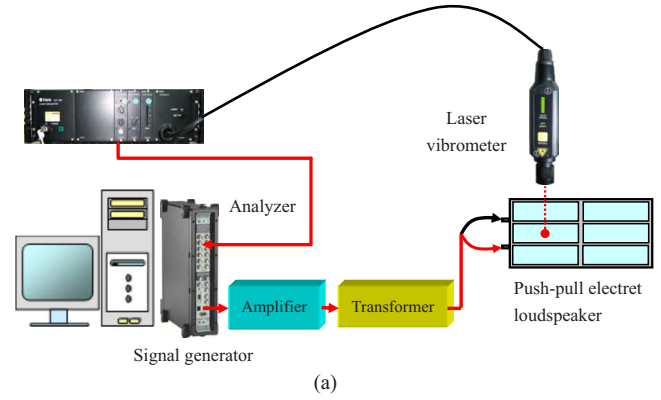 Laser
vibrometer
Analyzer
Amplifier
Transformer
Push-pull electret
loudspeaker
Signal generator
(a)